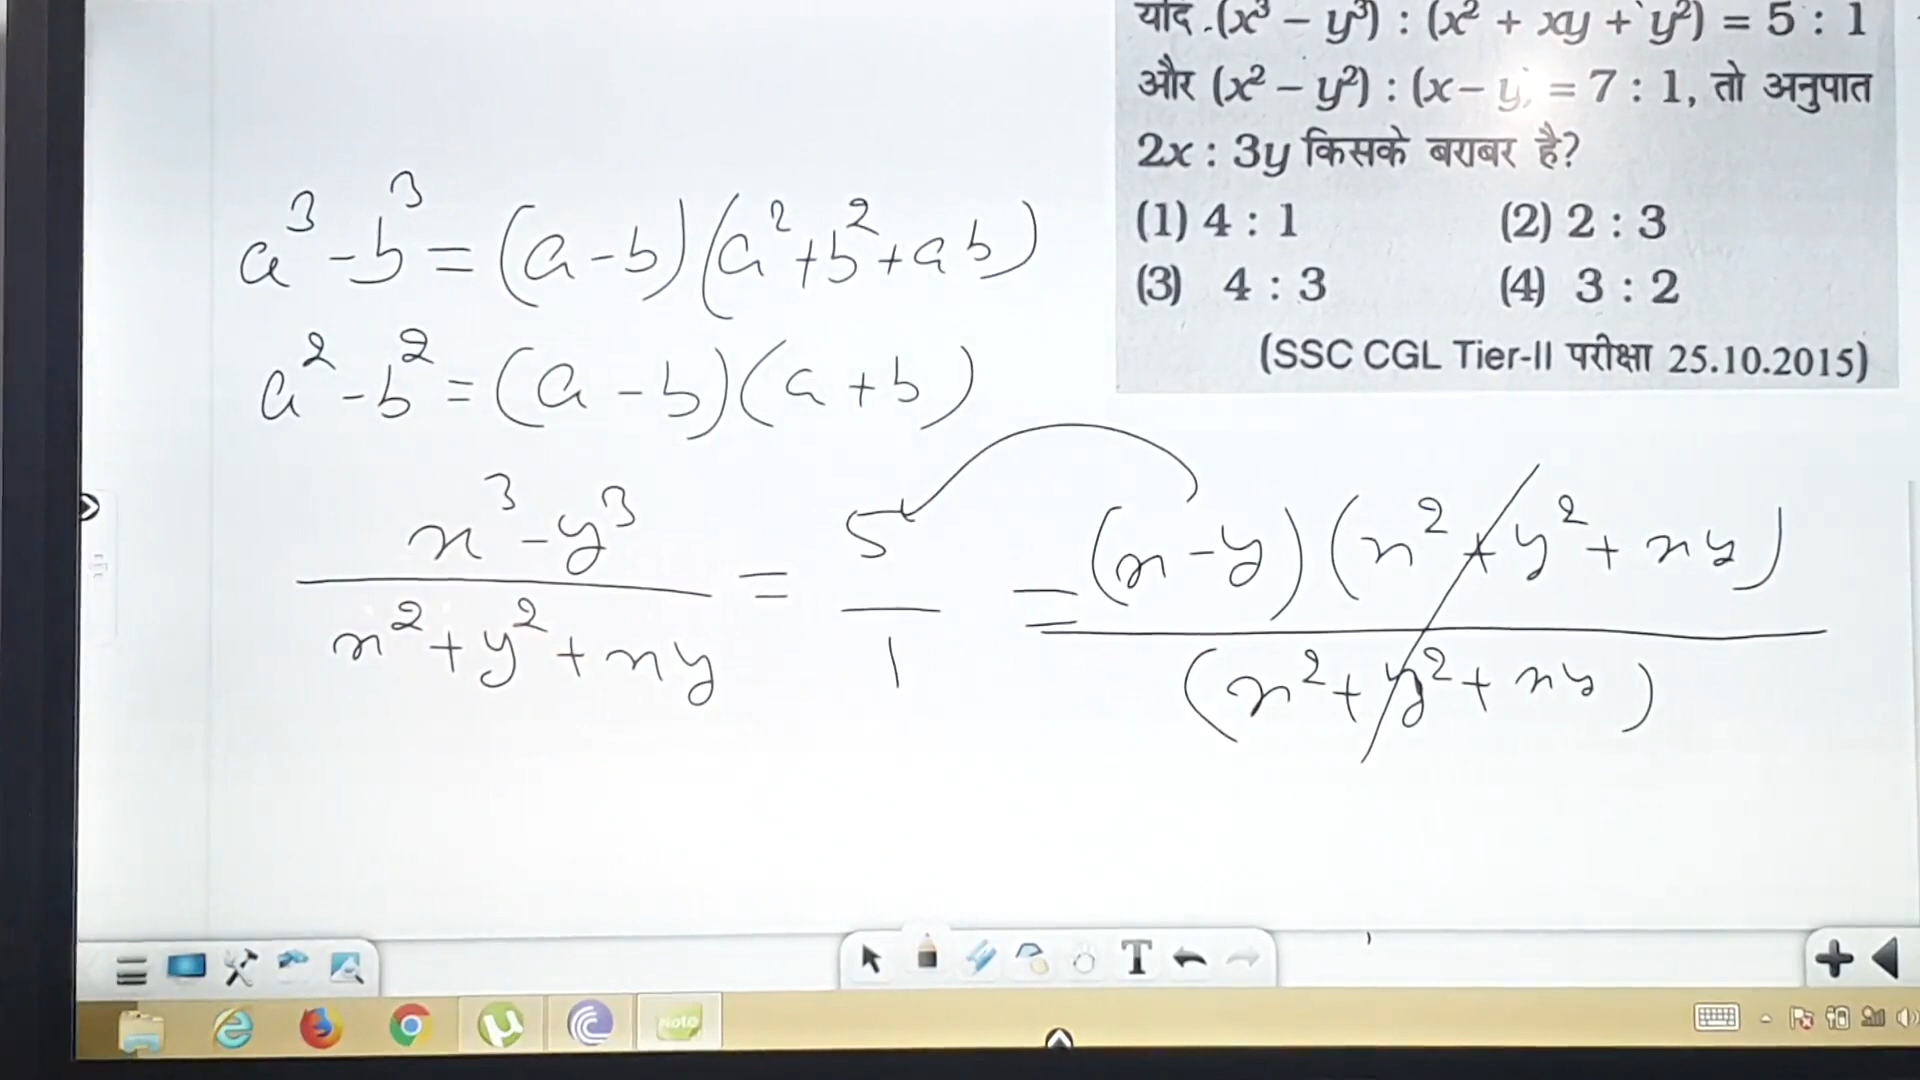 यदि (x³ – y³) : (x² + xy + y²) = 5 : 1
और (x² – y²) : (x – y) = 7 : 1, तो अनुपात
2x : 3y किसके बराबर है?
(1) 4 : 1 (2) 2 : 3
(3) 4 : 3 (4) 3 : 2
(SSC CGL Tier-II परीक्षा 25.10.2015)
a³ - b³ = (a - b) (a² + b² + ab)
a² - b² = (a - b) (a + b)
x³ - y³ / x² + y² + xy = 5 / 1 = (x - y) (x² + y² + xy) / (x² + y² + xy)
T
Note